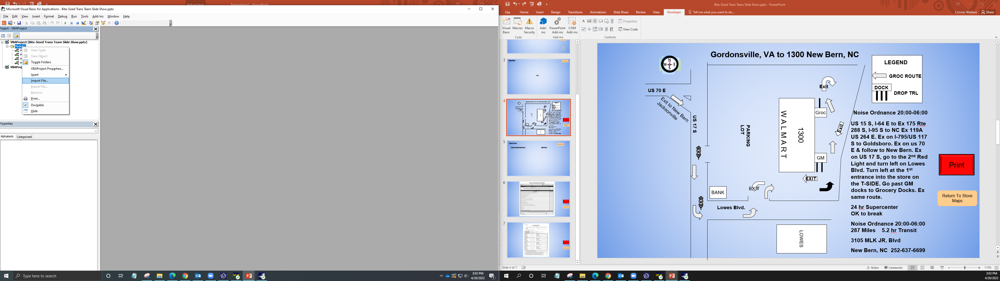 Picture Tools
Presentation1 - PowerPoint
Microsoft Visual Basic for Applications - Bite-Sized Trans Team Slide Show.pptx
File Edit View Insert Format Debug Run Tools Add-Ins Window Help
Project - VBAProject
VBAProject (Bite-Sized Trans Team Slide Show.pptx)
Modules
View Code
View Object
Toggle Folders
VBAProject Properties...
Insert
Import File...
Export File...
Remove
Print...
Dockable
Hide
Properties
Alphabetic Categorized
Bite-Sized Trans Team Slide Show.pptx - PowerPoint
File Home Insert Design Transitions Animations Slide Show Review View Developer Tell me what you want to do... Connor Wallace Share
Visual Basic
Macros
Macro Security
Code
Add-ins
PowerPoint Add-ins
COM Add-ins
Add-ins
Properties
View Code
Controls
3
4
5
6
7
Gordonsville, VA to 1300 New Bern, NC
N
W E
S
LEGEND
GROC ROUTE
DOCK
DROP TRL
US 70 E
Exit to New Bern
Jacksonville
US 17 S
PARKING
LOT
WALMART
1300
Exit
Groc
Exit
GM
EXIT
EXIT
BANK
Lowes Blvd.
LOWES
Noise Ordnance 20:00-06:00
US 15 S, I-64 E to Ex 175 Rte
288 S, I-95 S to NC Ex 119A
US 264 E. Ex on I-795/US 117
S to Goldsboro. Ex on us 70
E & follow to New Bern. Ex
on US 17 S, go to the 2nd Red
Light and turn left on Lowes
Blvd. Turn left at the 1st
entrance into the store on
the T-SIDE. Go past GM
docks to Grocery Docks. Ex
same route.
24 hr Supercenter
OK to break
Noise Ordnance 20:00-06:00
287 Miles 5.2 hr Transit
3105 MLK JR. Blvd
New Bern, NC 252-637-6699
Print
Return To Store
Maps
Slide 4 of 7
Notes Comments 115%
Type here to search
3:03 PM
4/20/2022
3:03 PM
4/20/2022